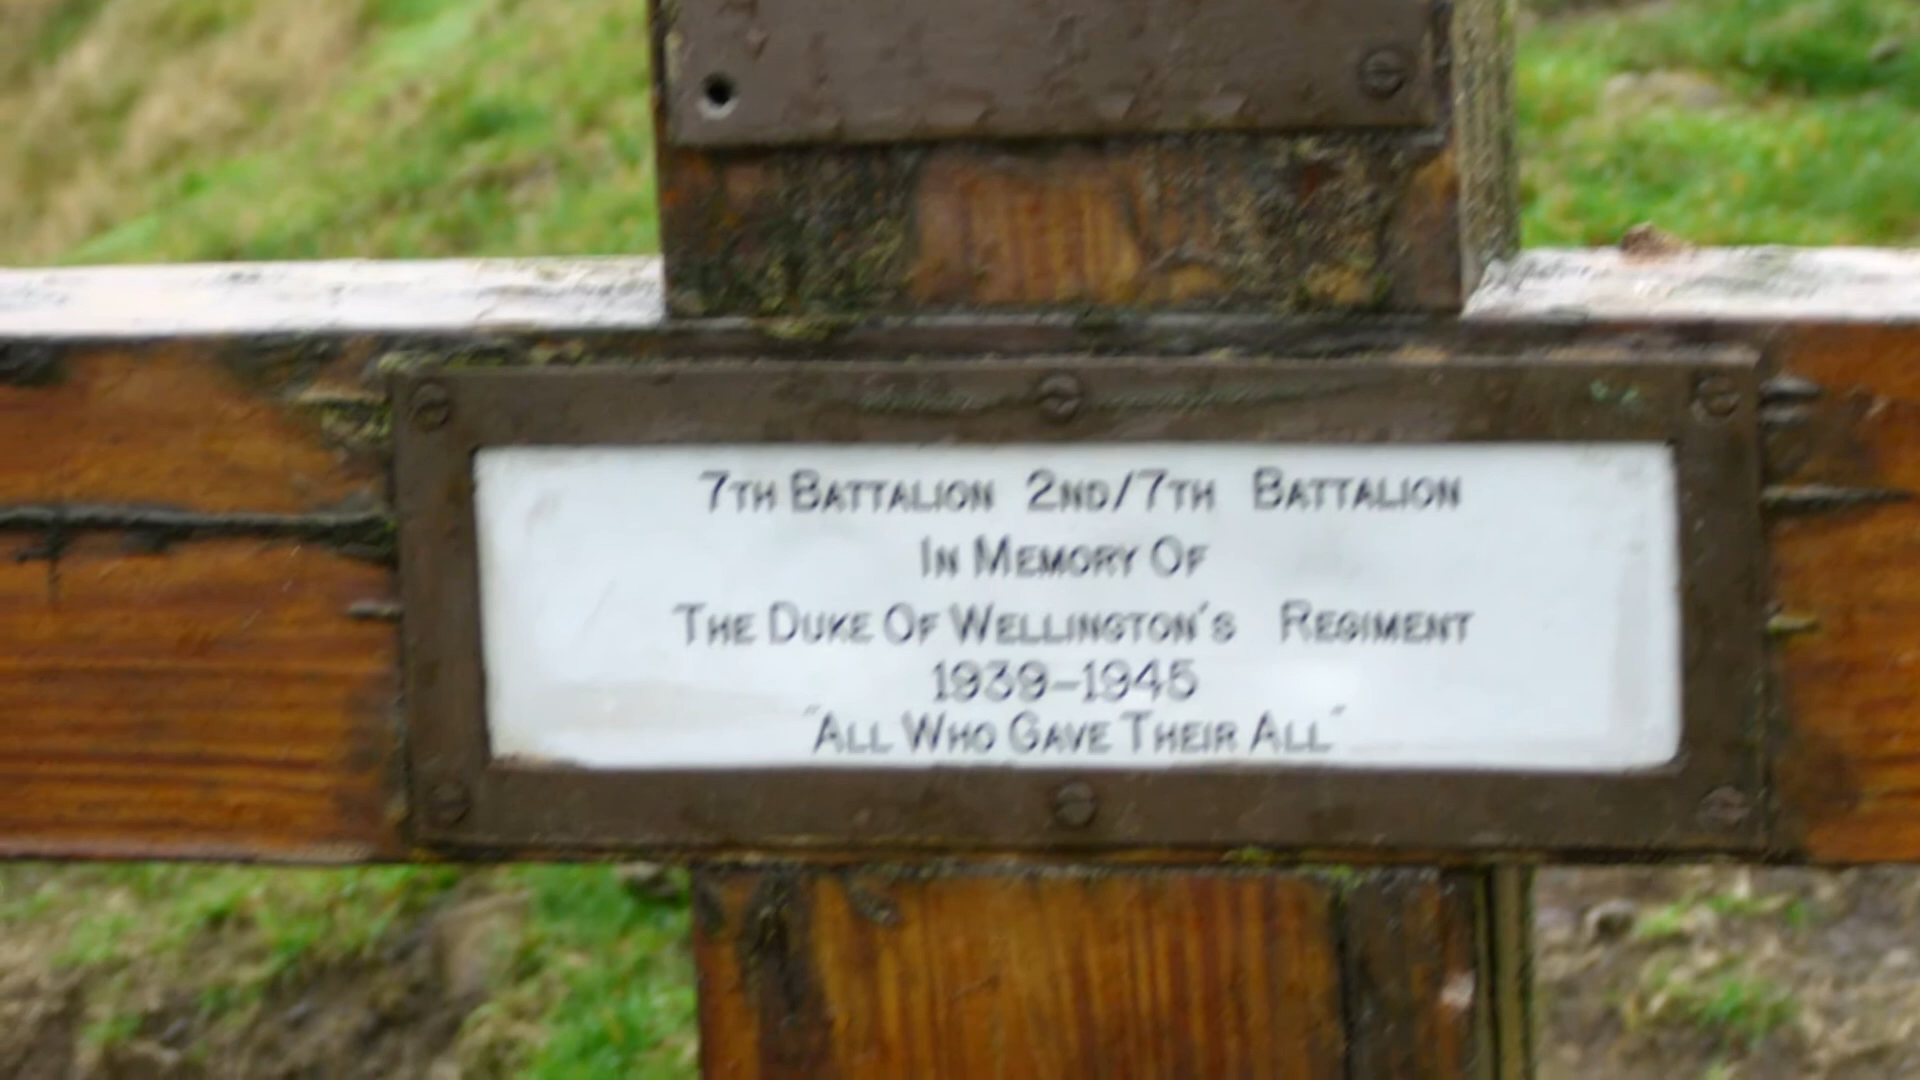 7TH BATTALION 2ND/7TH BATTALION
IN MEMORY OF
THE DUKE OF WELLINGTON'S REGIMENT
1939-1945
"ALL WHO GAVE THEIR ALL"